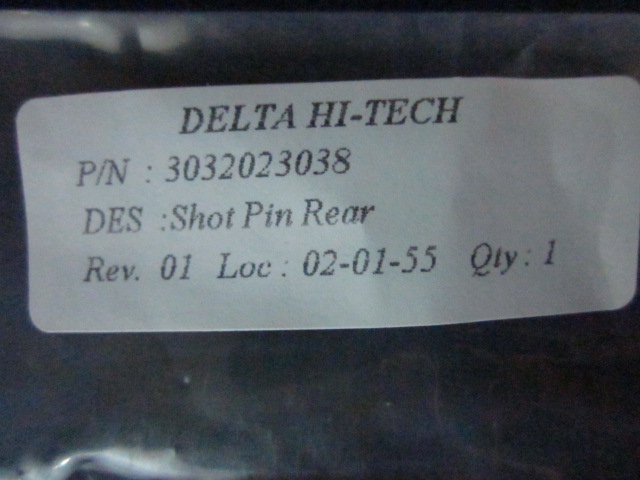 DELTA HI-TECH
P/N : 3032023038
DES :Shot Pin Rear
Rev. 01 Loc : 02-01-55 Qty : 1